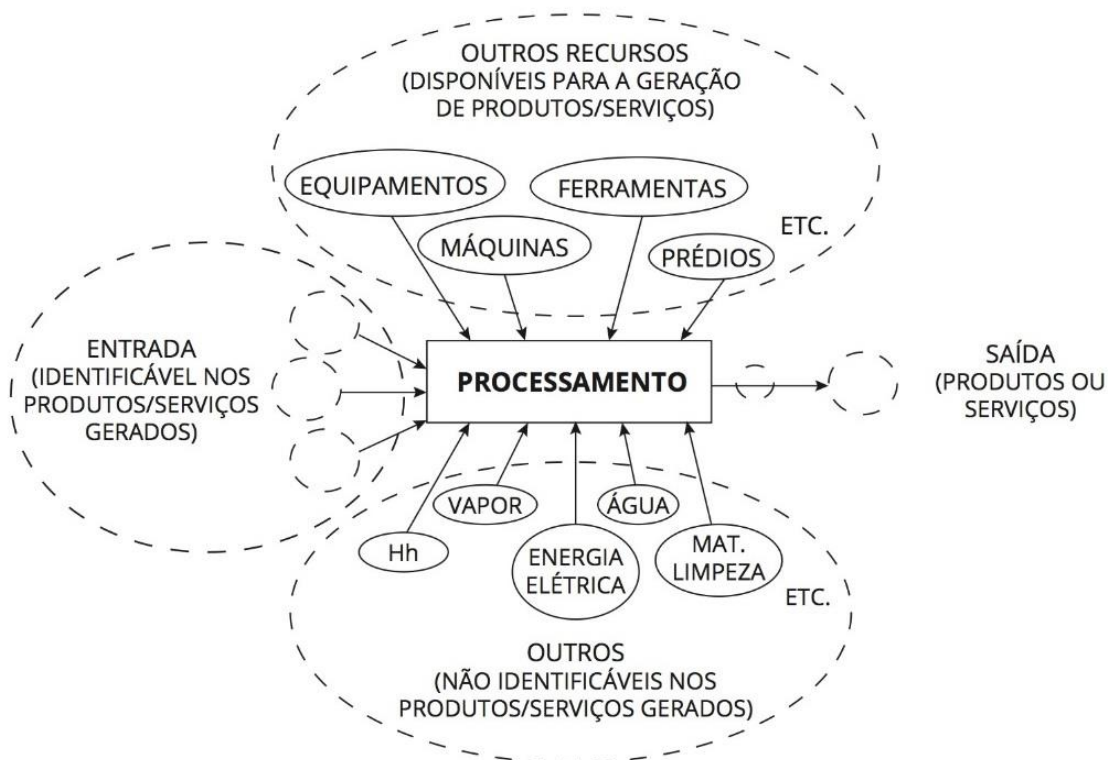 OUTROS RECURSOS
(DISPONÍVEIS PARA A GERAÇÃO
DE PRODUTOS/SERVIÇOS)
EQUIPAMENTOS
FERRAMENTAS
ETC.
MÁQUINAS
PRÉDIOS
ENTRADA
(IDENTIFICÁVEL NOS
PRODUTOS/SERVIÇOS
GERADOS)
PROCESSAMENTO
SAÍDA
(PRODUTOS OU
SERVIÇOS)
VAPOR
ÁGUA
Hh
ENERGIA
ELÉTRICA
MAT.
LIMPEZA
ETC.
OUTROS
(NÃO IDENTIFICÁVEIS NOS
PRODUTOS/SERVIÇOS GERADOS)